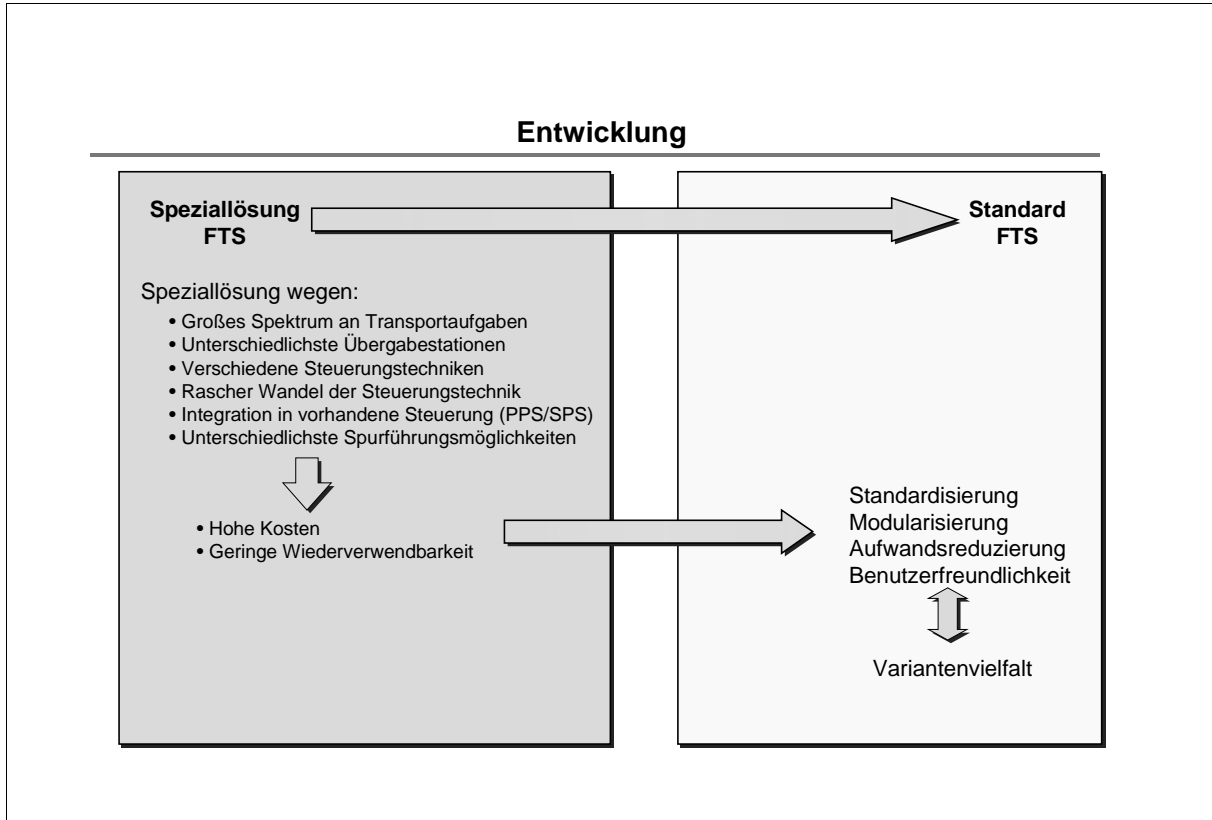 Entwicklung
Speziallösung
FTS
Standard
FTS
Speziallösung wegen:
• Großes Spektrum an Transportaufgaben
• Unterschiedlichste Übergabestationen
• Verschiedene Steuerungstechniken
• Rascher Wandel der Steuerungstechnik
• Integration in vorhandene Steuerung (PPS/SPS)
• Unterschiedlichste Spurführungsmöglichkeiten
• Hohe Kosten
• Geringe Wiederverwendbarkeit
Standardisierung
Modularisierung
Aufwandsreduzierung
Benutzerfreundlichkeit
Variantenvielfalt